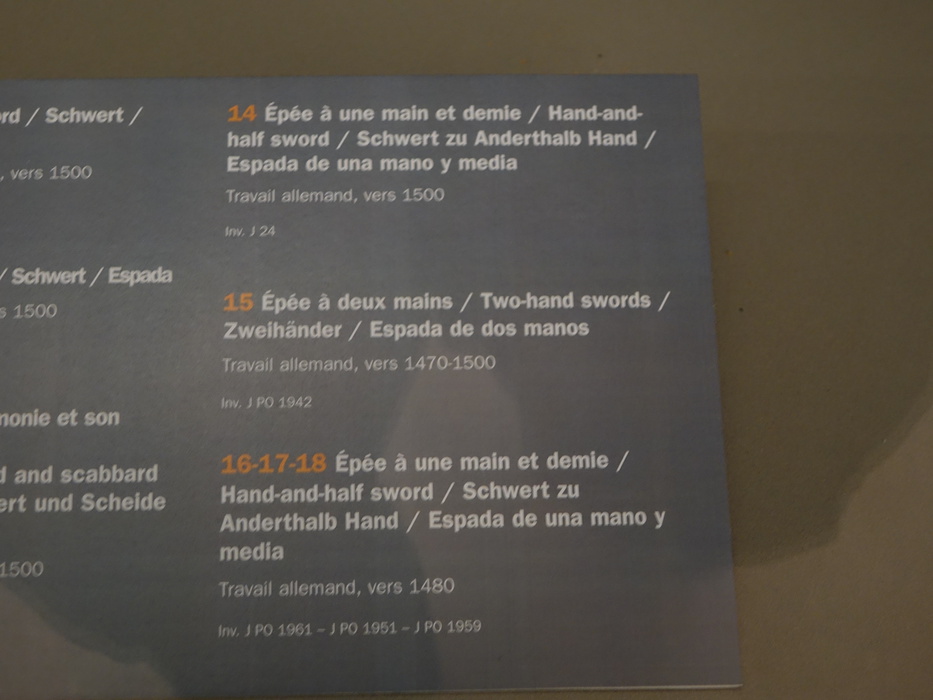 rd / Schwert /
, vers 1500
/ Schwert / Espada
s 1500
monie et son
d and scabbard
ert und Scheide
1500
14 Épée à une main et demie / Hand-and-
half sword / Schwert zu Anderthalb Hand /
Espada de una mano y media
Travail allemand, vers 1500
Inv. J 24
15 Épée à deux mains / Two-hand swords /
Zweihänder / Espada de dos manos
Travail allemand, vers 1470-1500
Inv. J PO 1942
16-17-18 Épée à une main et demie /
Hand-and-half sword / Schwert zu
Anderthalb Hand / Espada de una mano y
media
Travail allemand, vers 1480
Inv. J PO 1961 – J PO 1951 – J PO 1959